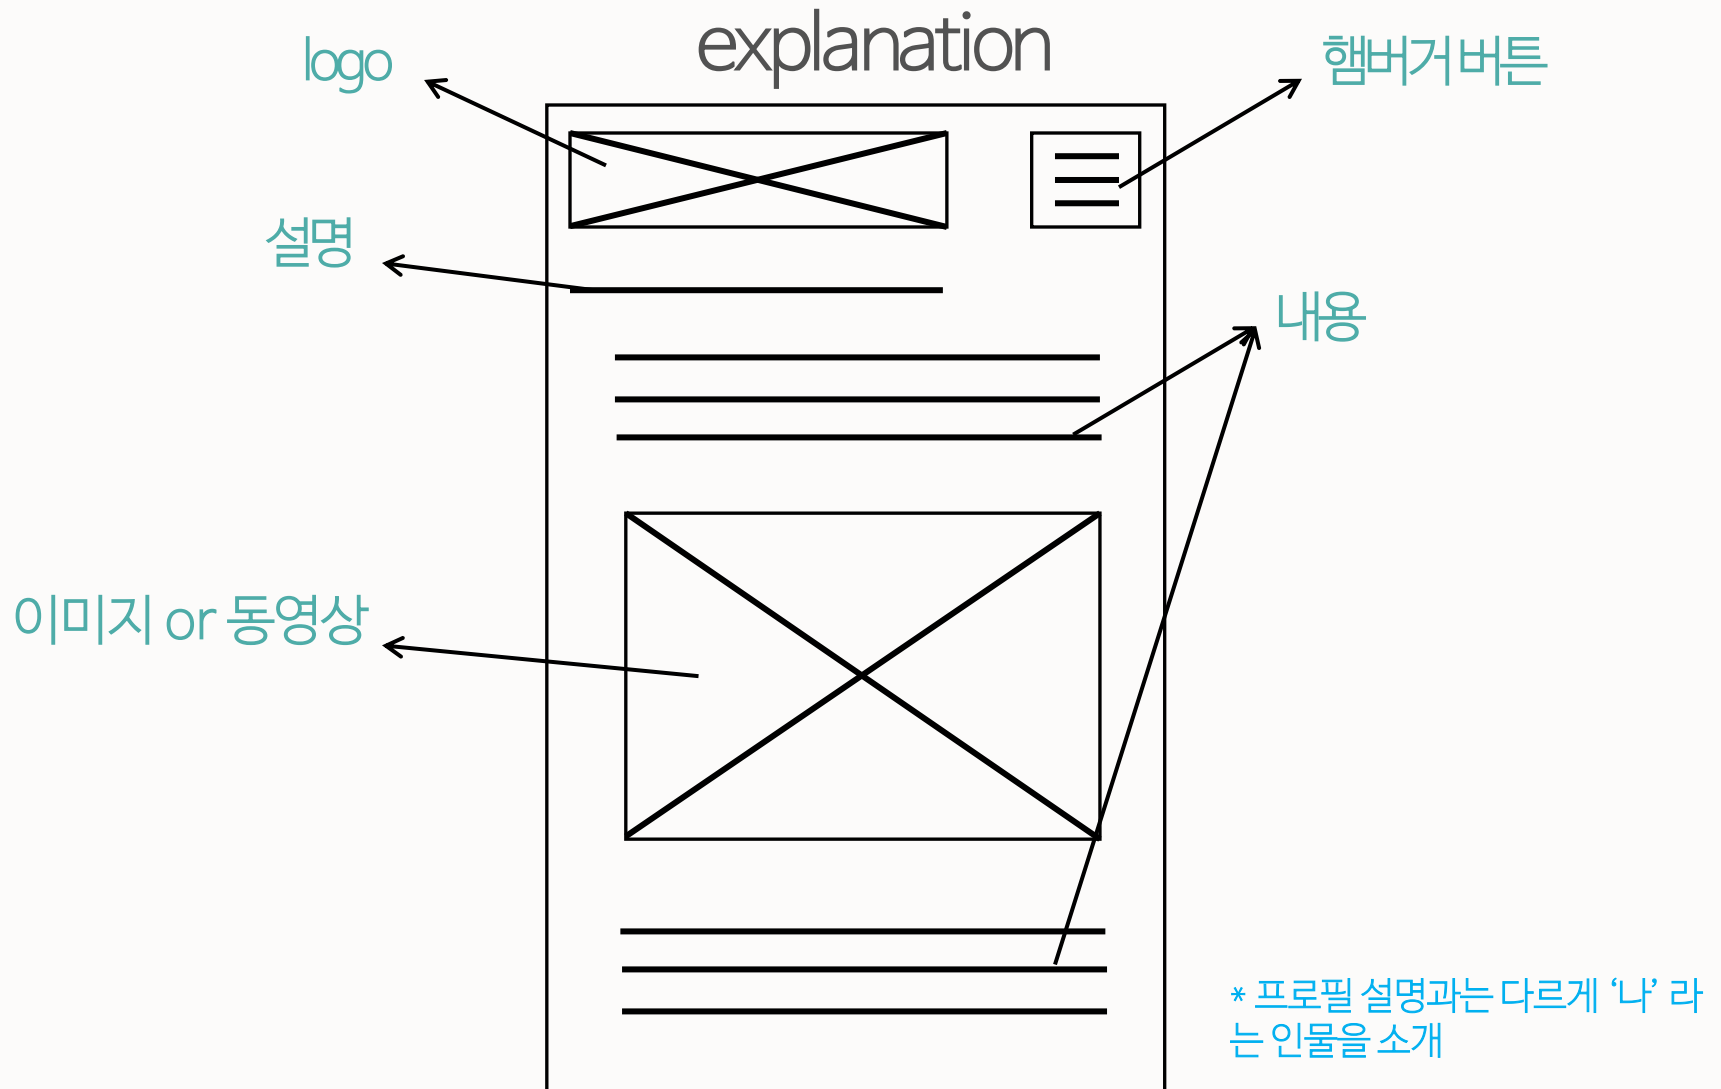 explanation
logo
햄버거 버튼
설명
내용
이미지 or 동영상
* 프로필 설명과는 다르게 ‘나’ 라
는 인물을 소개